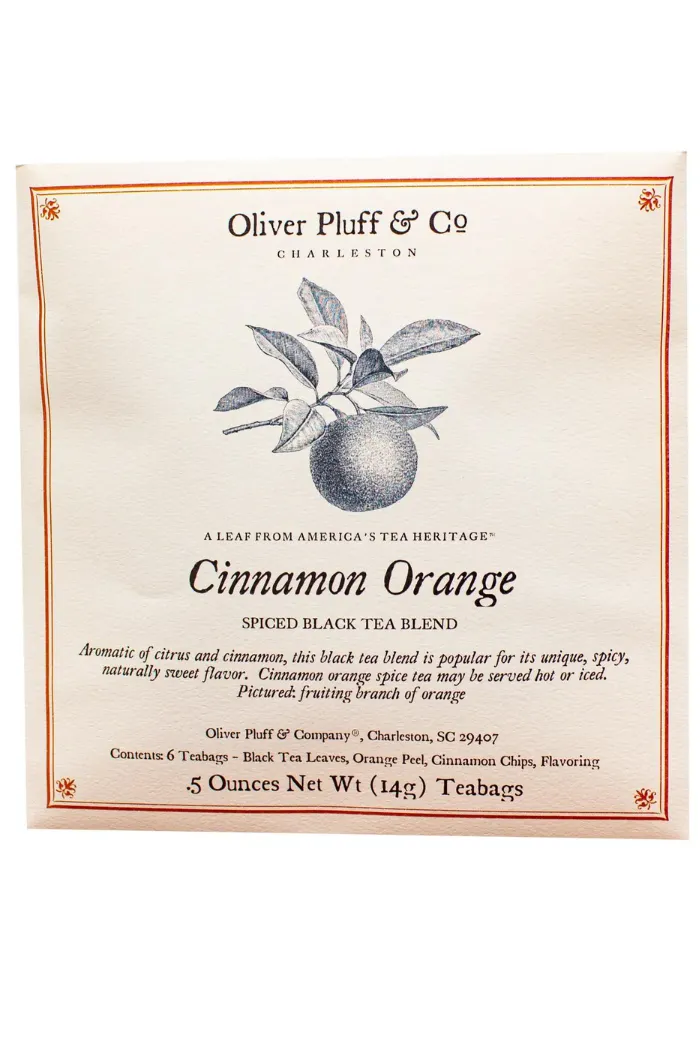 Oliver Pluff & Co
CHARLESTON
A LEAF FROM AMERICA'S TEA HERITAGE™
Cinnamon Orange
SPICED BLACK TEA BLEND
Aromatic of citrus and cinnamon, this black tea blend is popular for its unique, spicy,
naturally sweet flavor. Cinnamon orange spice tea may be served hot or iced.
Pictured: fruiting branch of orange
Oliver Pluff & Company®, Charleston, SC 29407
Contents: 6 Teabags - Black Tea Leaves, Orange Peel, Cinnamon Chips, Flavoring
.5 Ounces Net Wt (14g) Teabags